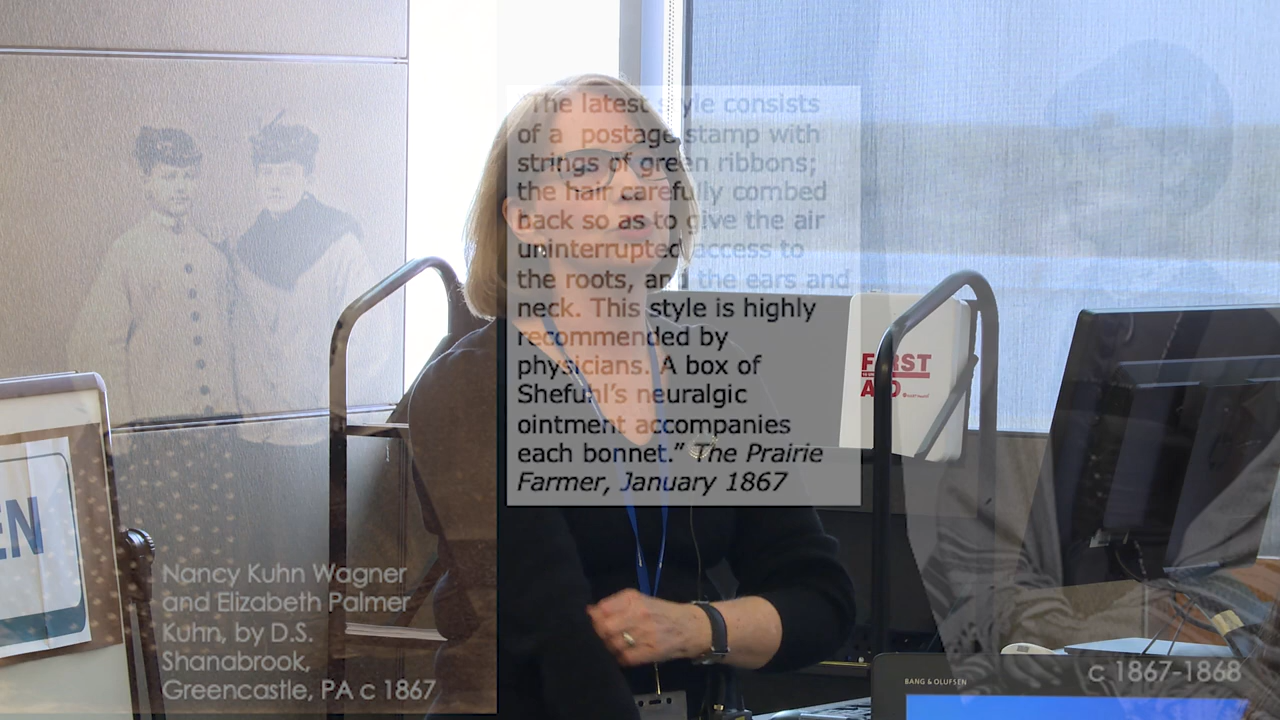 "The latest style consists
of a postage stamp with
strings of green ribbons;
the hair carefully combed
back so as to give the air
uninterrupted access to
the roots, and the ears and
neck. This style is highly
recommended by
physicians. A box of
Shefuhl's neuralgic
ointment accompanies
each bonnet." The Prairie
Farmer, January 1867
FIRST
AID
EN
Nancy Kuhn Wagner
and Elizabeth Palmer
Kuhn, by D.S.
Shanabrook,
Greencastle, PA c 1867
c 1867-1868
BANG & OLUFSEN